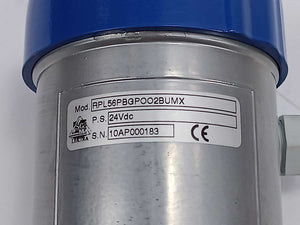 Mod. RPL56PBGPOO2BUMX
P.S. 24Vdc
S.N. 10AP000183 CE